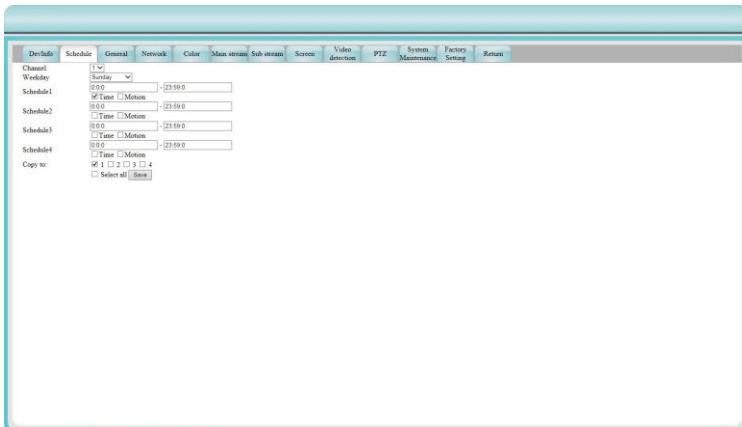 DevInfo Schedule General Network Color Main stream Sub stream Screen Video detection PTZ System Maintenance Factory Setting Return
Channel 1
Weekday Sunday
Schedule1 0:0:0 - 23:59:0
Time Motion
Schedule2 0:0:0 - 23:59:0
Time Motion
Schedule3 0:0:0 - 23:59:0
Time Motion
Schedule4 0:0:0 - 23:59:0
Time Motion
Copy to: 1 2 3 4
Select all Save